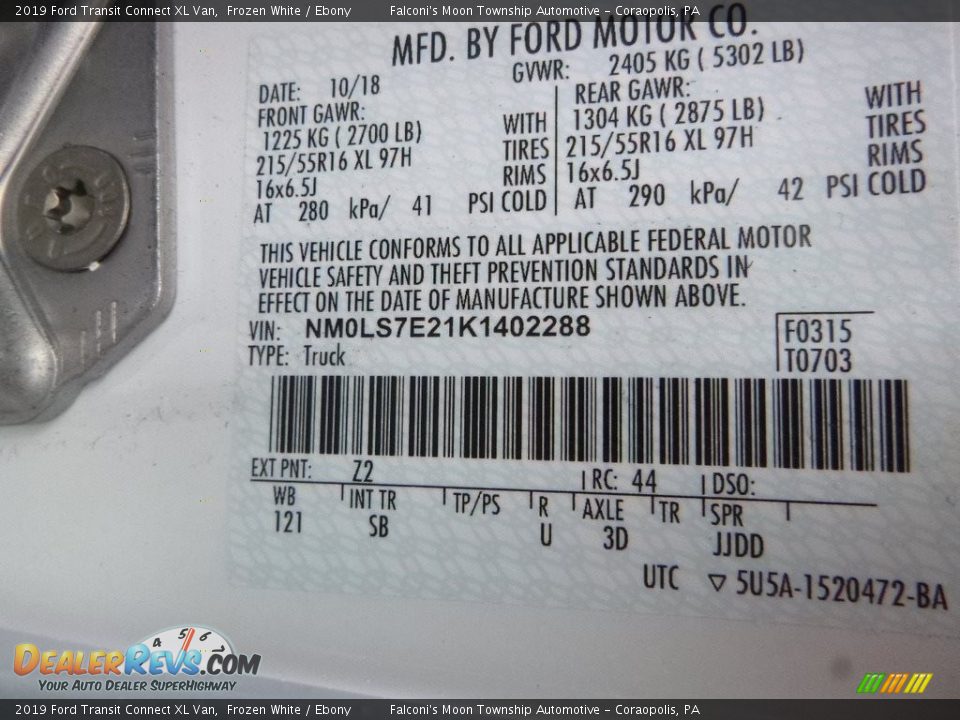 2019 Ford Transit Connect XL Van, Frozen White / Ebony Falconi's Moon Township Automotive - Coraopolis, PA
MFD. BY FORD MOTOR CO.
DATE: 10/18 GVWR: 2405 KG ( 5302 LB)
FRONT GAWR: REAR GAWR:
1225 KG ( 2700 LB) WITH 1304 KG ( 2875 LB) WITH
215/55R16 XL 97H TIRES 215/55R16 XL 97H TIRES
16x6.5J RIMS 16x6.5J RIMS
AT 280 kPa/ 41 PSI COLD AT 290 kPa/ 42 PSI COLD
THIS VEHICLE CONFORMS TO ALL APPLICABLE FEDERAL MOTOR
VEHICLE SAFETY AND THEFT PREVENTION STANDARDS IN
EFFECT ON THE DATE OF MANUFACTURE SHOWN ABOVE.
VIN: NM0LS7E21K1402288 F0315
TYPE: Truck T0703
EXT PNT: Z2 RC: 44 DSO:
WB INT TR TP/PS R AXLE TR SPR
121 SB U 3D JJDD
UTC ▽ 5U5A-1520472-BA
4 5 6
DEALERREVS.COM
YOUR AUTO DEALER SUPERHIGHWAY
2019 Ford Transit Connect XL Van, Frozen White / Ebony Falconi's Moon Township Automotive - Coraopolis, PA